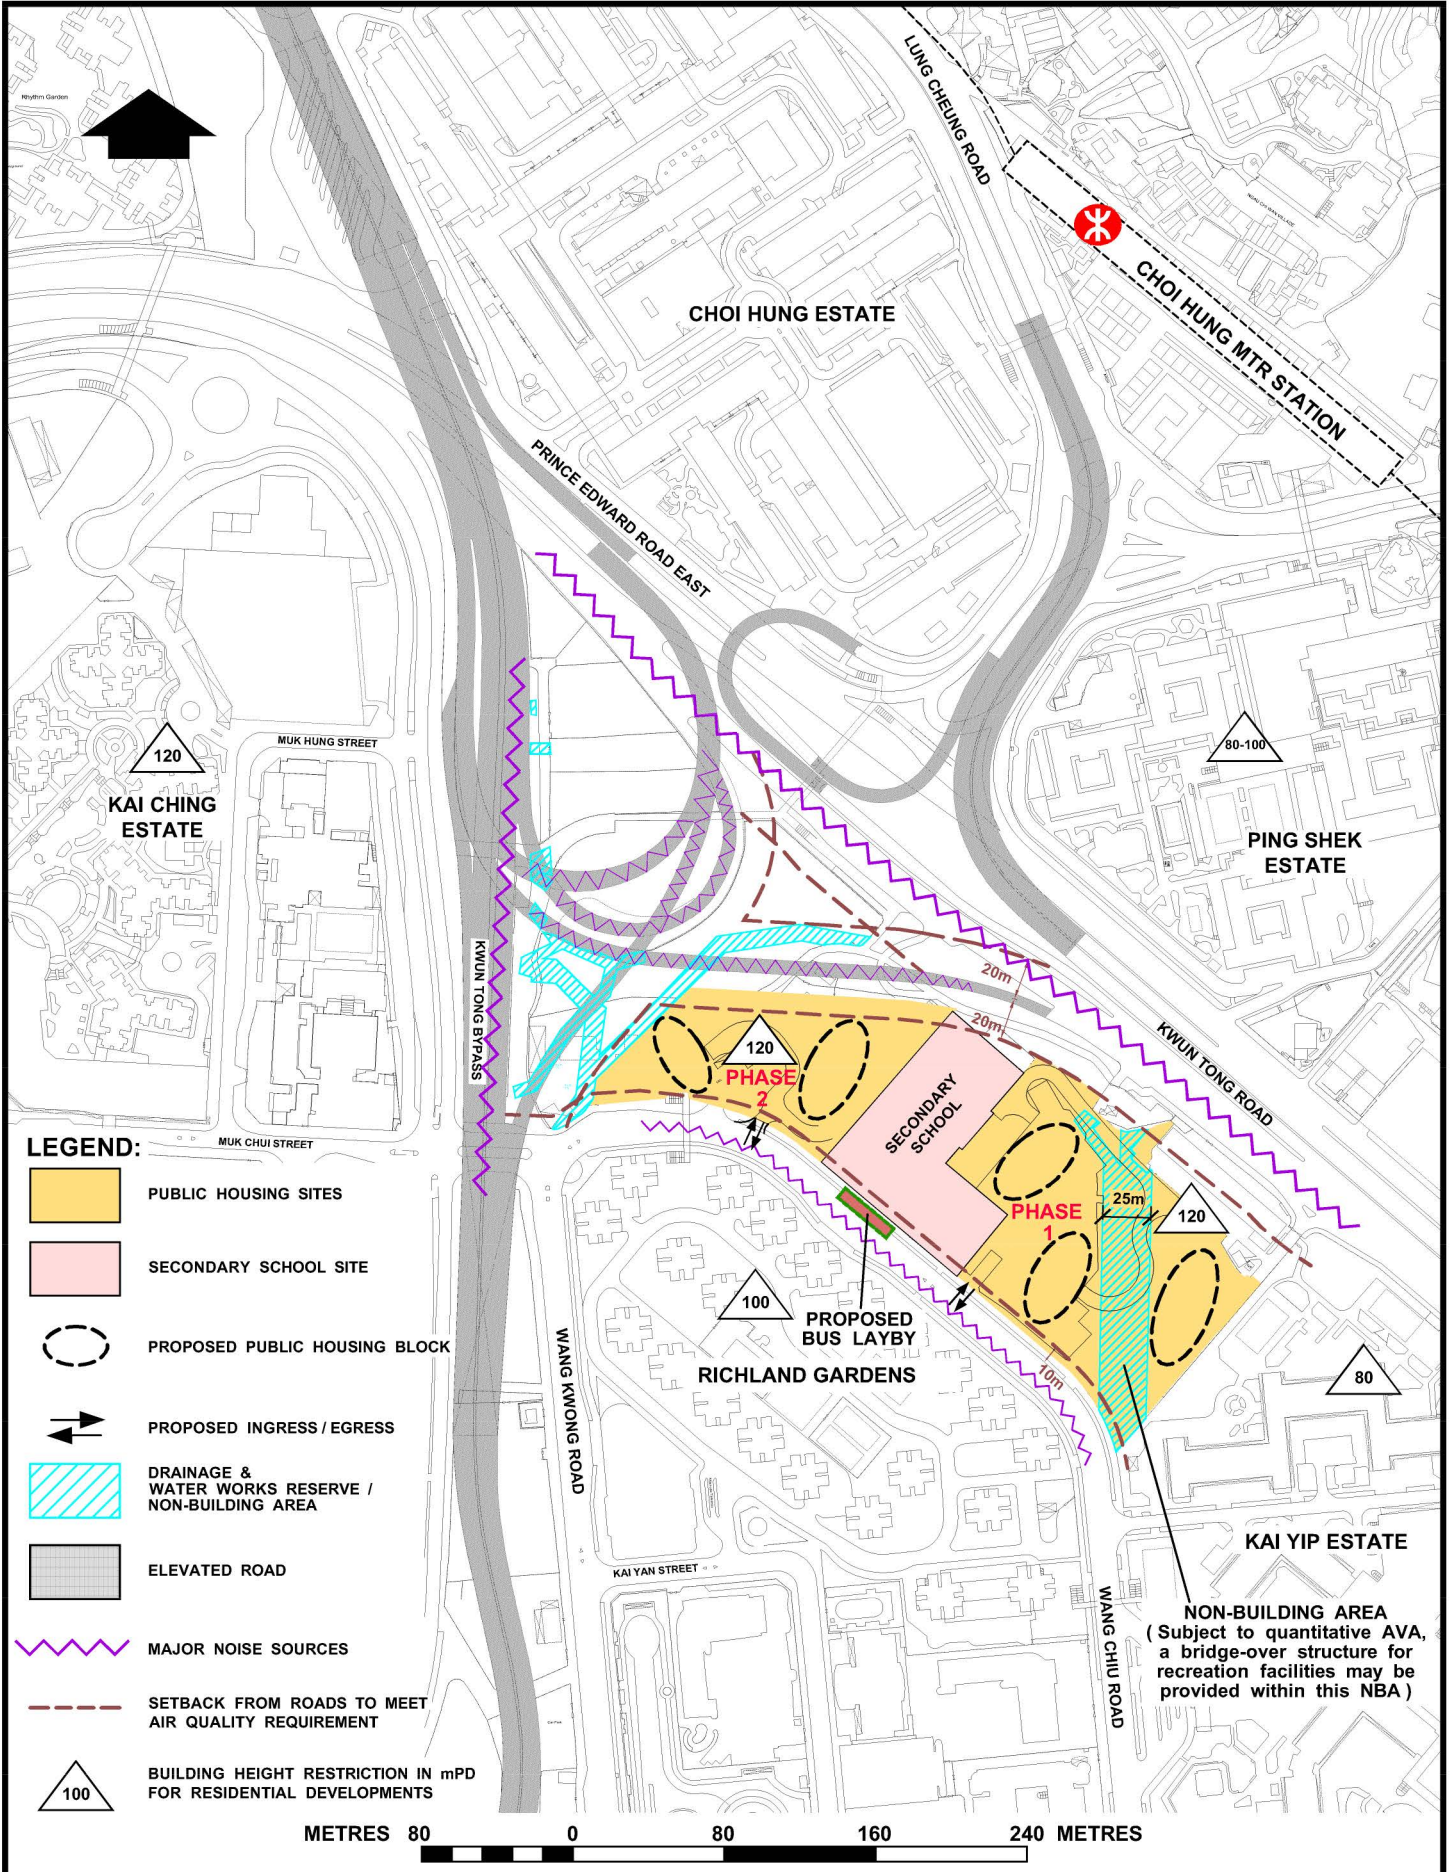 Rhythm Garden
LUNG CHEUNG ROAD
CHOI HUNG MTR STATION
CHOI HUNG ESTATE
PRINCE EDWARD ROAD EAST
MUK HUNG STREET
120
KAI CHING
ESTATE
80-100
PING SHEK
ESTATE
KWUN TONG BYPASS
20m
20m
KWUN TONG ROAD
120
PHASE
2
SECONDARY
SCHOOL
MUK CHUI STREET
PHASE
1
25m
120
100
PROPOSED
BUS LAYBY
RICHLAND GARDENS
10m
80
WANG KWONG ROAD
KAI YAN STREET
KAI YIP ESTATE
WANG CHIU ROAD
NON-BUILDING AREA
( Subject to quantitative AVA,
a bridge-over structure for
recreation facilities may be
provided within this NBA )
LEGEND:
PUBLIC HOUSING SITES
SECONDARY SCHOOL SITE
PROPOSED PUBLIC HOUSING BLOCK
PROPOSED INGRESS / EGRESS
DRAINAGE &
WATER WORKS RESERVE /
NON-BUILDING AREA
ELEVATED ROAD
MAJOR NOISE SOURCES
SETBACK FROM ROADS TO MEET
AIR QUALITY REQUIREMENT
100
BUILDING HEIGHT RESTRICTION IN mPD
FOR RESIDENTIAL DEVELOPMENTS
METRES 80 0 80 160 240 METRES